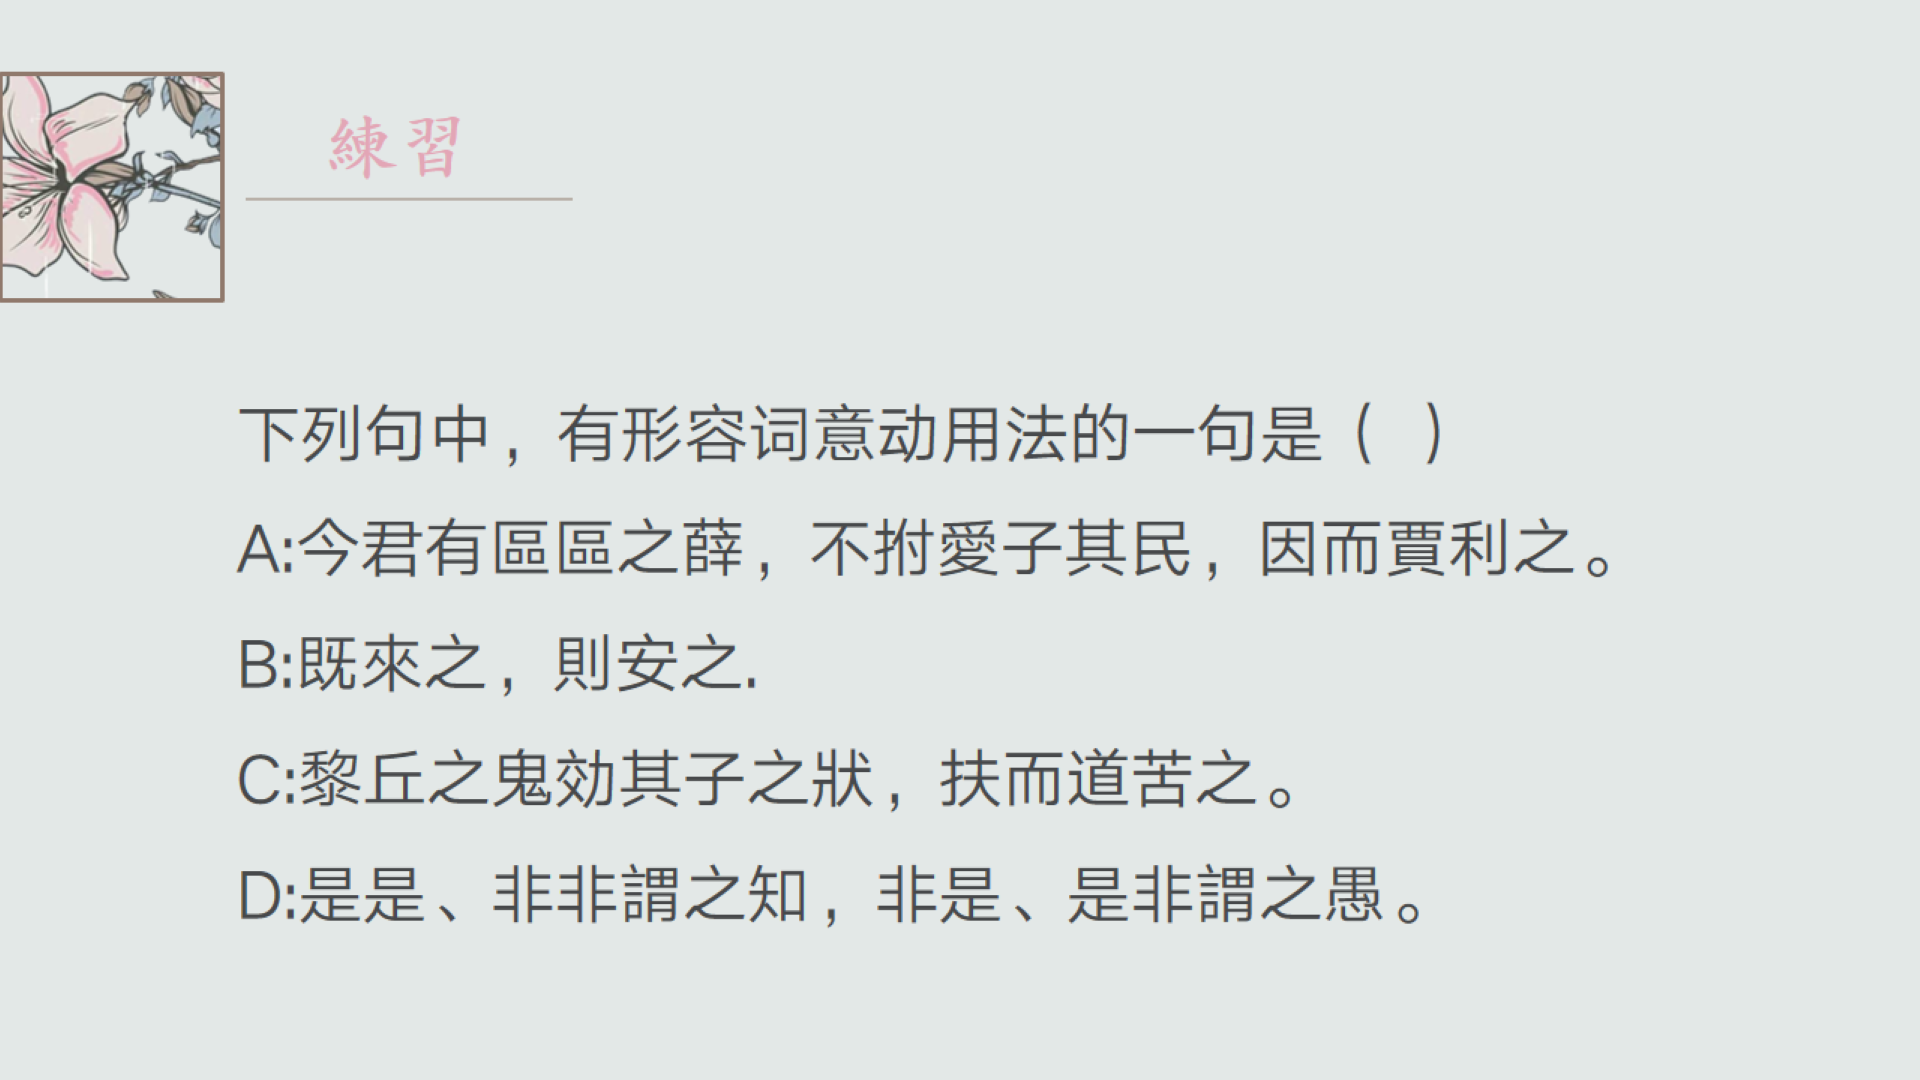 練習
下列句中，有形容词意动用法的一句是（ ）
A:今君有區區之薛，不拊愛子其民，因而賈利之。
B:既來之，則安之.
C:黎丘之鬼効其子之狀，扶而道苦之。
D:是是、非非謂之知，非是、是非謂之愚。